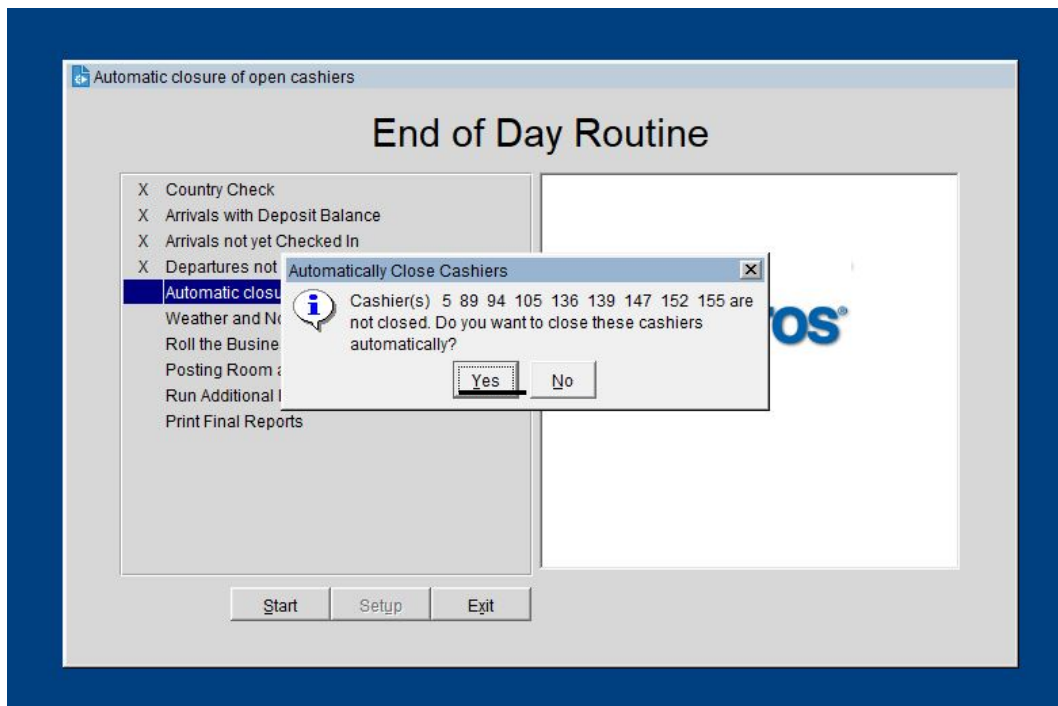 Automatic closure of open cashiers
End of Day Routine
X Country Check
X Arrivals with Deposit Balance
X Arrivals not yet Checked In
X Departures not
Automatic closu
Weather and No
Roll the Busine
Posting Room
Run Additional
Print Final Reports
Automatically Close Cashiers
Cashier(s) 5 89 94 105 136 139 147 152 155 are
not closed. Do you want to close these cashiers
automatically?
Yes No
os®
Start Setup Exit